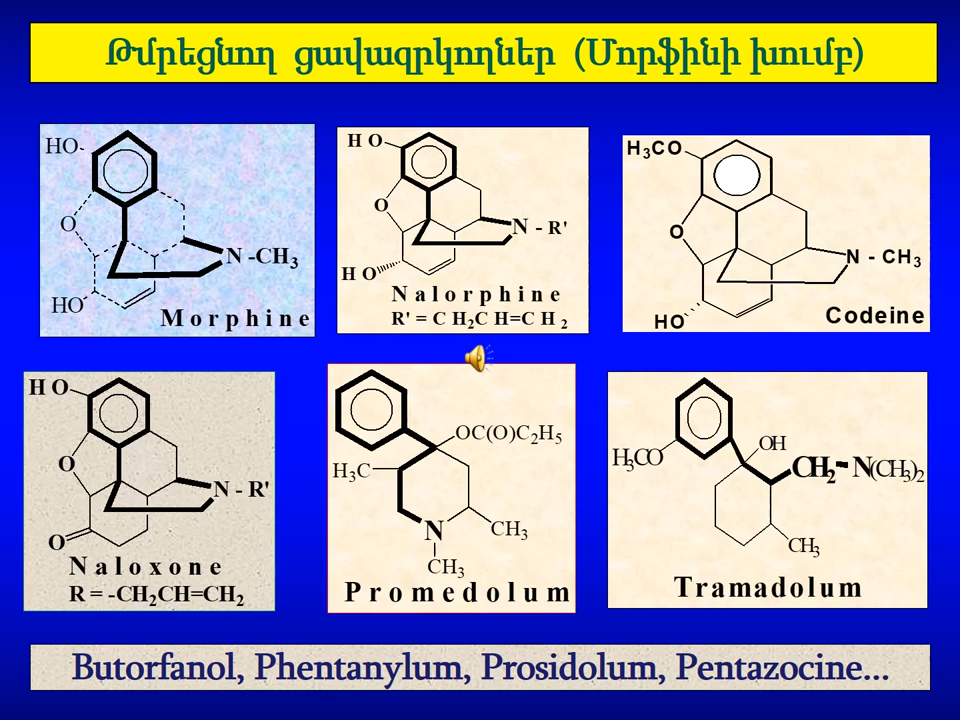 Թմրեցնող ցավազրկողներ (Մորֆինի խումբ)
HO
O
HO
N -CH3
Morphine
HO
O
N - R'
HO
Nalorphine
R' = CH2CH=CH2
H3CO
O
N - CH3
HO
Codeine
HO
O
N - R'
O
Naloxone
R = -CH2CH=CH2
OC(O)C2H5
H3C
N
CH3
CH3
Promedolum
H3CO
OH
CH2-N(CH3)2
CH3
Tramadolum
Butorfanol, Phentanylum, Prosidolum, Pentazocine...